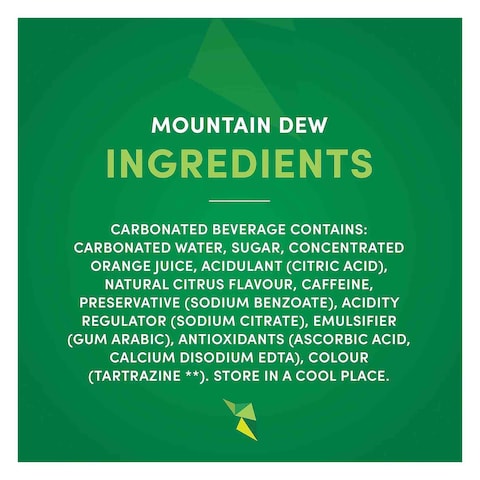 MOUNTAIN DEW
INGREDIENTS
CARBONATED BEVERAGE CONTAINS:
CARBONATED WATER, SUGAR, CONCENTRATED
ORANGE JUICE, ACIDULANT (CITRIC ACID),
NATURAL CITRUS FLAVOUR, CAFFEINE,
PRESERVATIVE (SODIUM BENZOATE), ACIDITY
REGULATOR (SODIUM CITRATE), EMULSIFIER
(GUM ARABIC), ANTIOXIDANTS (ASCORBIC ACID,
CALCIUM DISODIUM EDTA), COLOUR
(TARTRAZINE **). STORE IN A COOL PLACE.